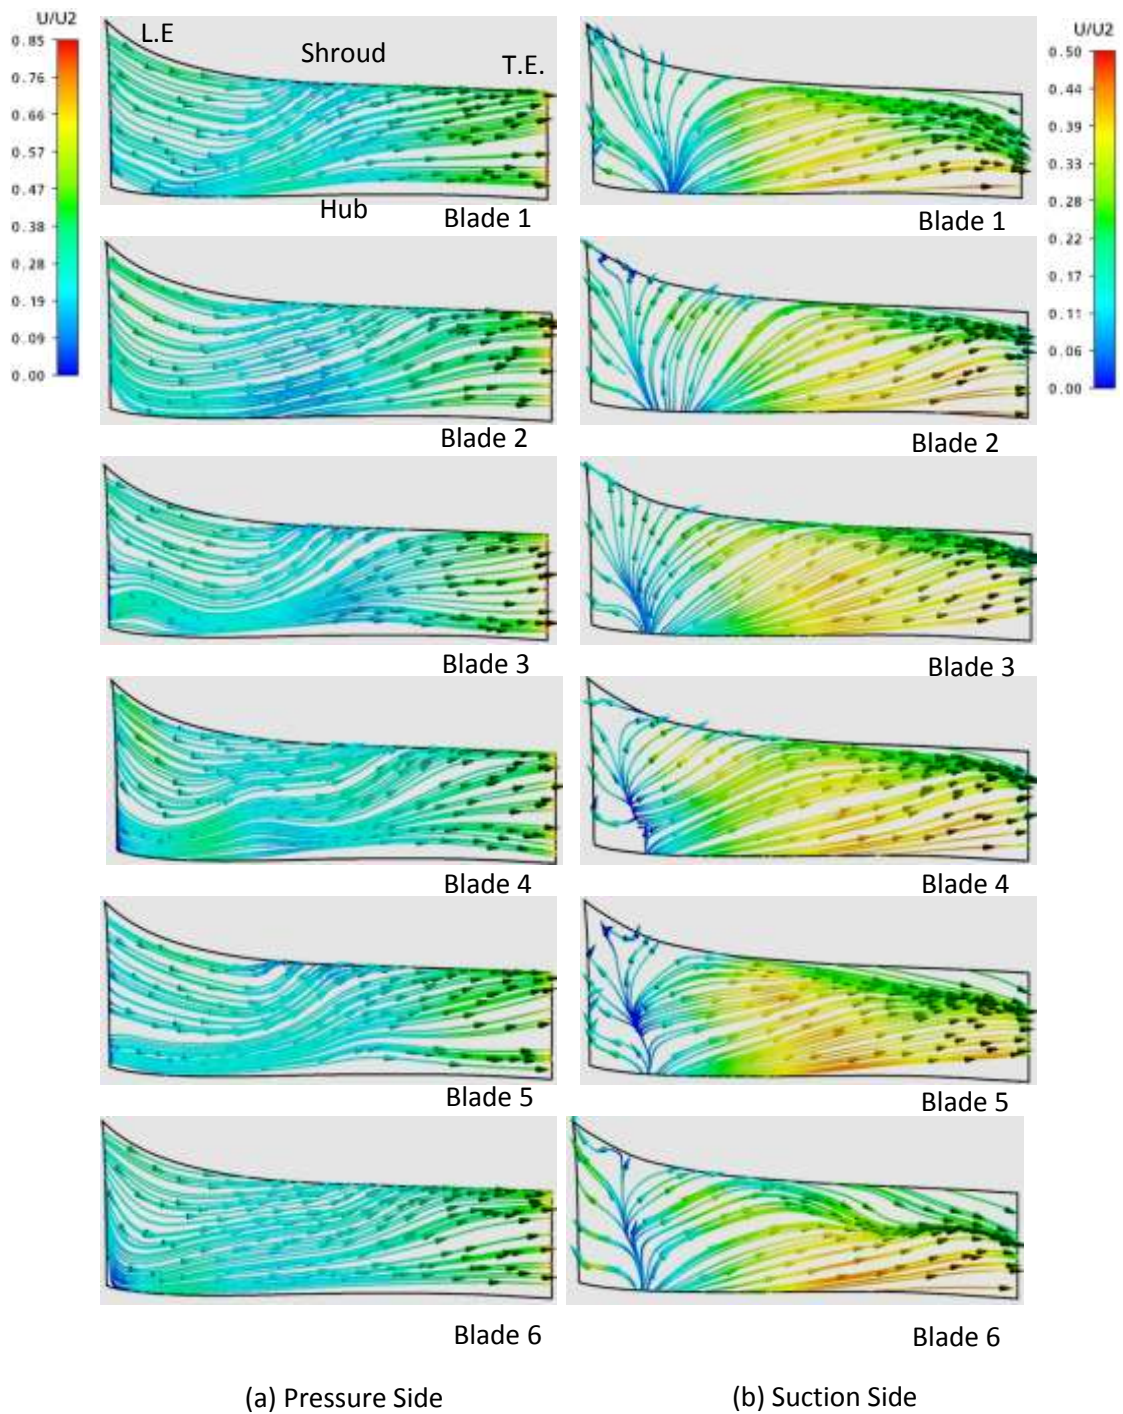 U/U2
0.85
0.76
0.66
0.57
0.47
0.38
0.28
0.19
0.09
0.00
L.E
Shroud
T.E.
Hub
Blade 1
Blade 1
U/U2
0.50
0.44
0.39
0.33
0.28
0.22
0.17
0.11
0.06
0.00
Blade 2
Blade 2
Blade 3
Blade 3
Blade 4
Blade 4
Blade 5
Blade 5
Blade 6
Blade 6
(a) Pressure Side
(b) Suction Side